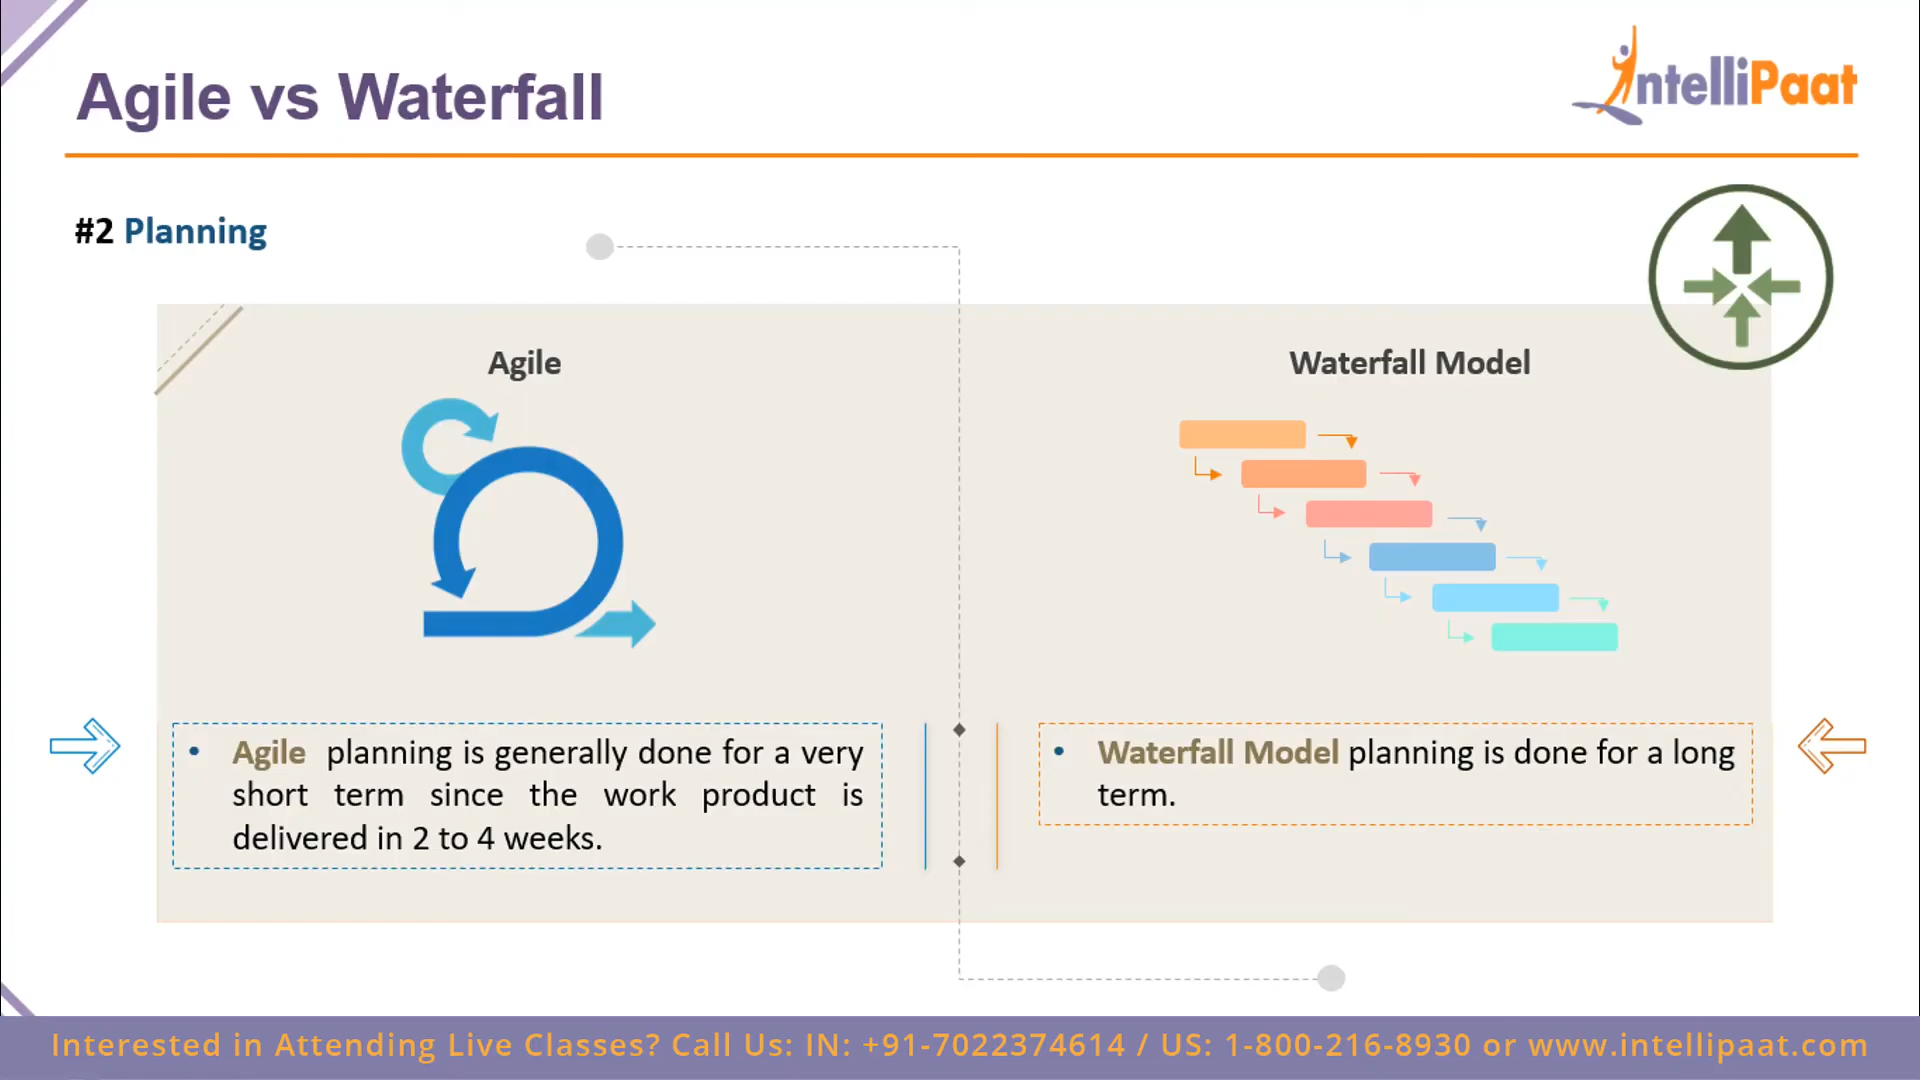 Agile vs Waterfall
IntelliPaat
#2 Planning
Agile
Waterfall Model
• Agile planning is generally done for a very
short term since the work product is
delivered in 2 to 4 weeks.
• Waterfall Model planning is done for a long
term.
Interested in Attending Live Classes? Call Us: IN: +91-7022374614 / US: 1-800-216-8930 or www.intellipaat.com